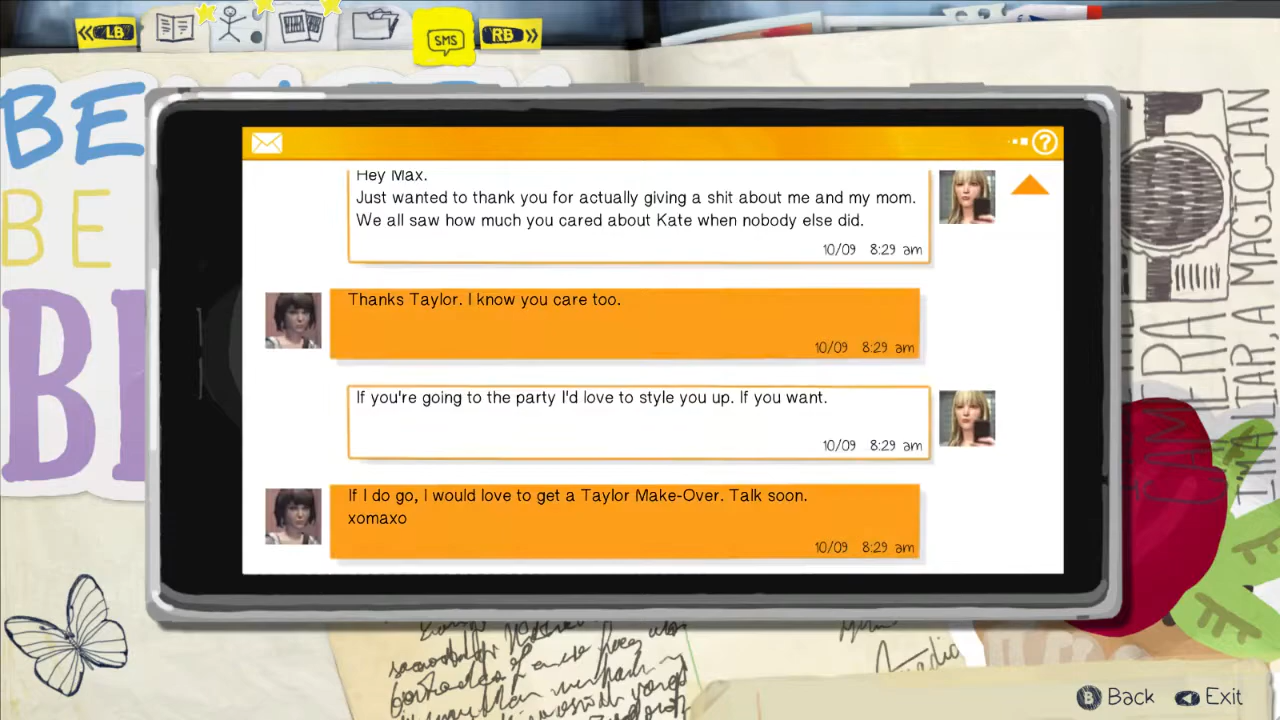 LB
SMS
RB
BE
BE
Hey Max.
Just wanted to thank you for actually giving a shit about me and my mom.
We all saw how much you cared about Kate when nobody else did.
10/09 8:29 am
Thanks Taylor. I know you care too.
10/09 8:29 am
If you're going to the party I'd love to style you up. If you want.
10/09 8:29 am
If I do go, I would love to get a Taylor Make-Over. Talk soon.
xomaxo
10/09 8:29 am
CAMERA
LIAR, A MAGICIAN
B Back
Exit